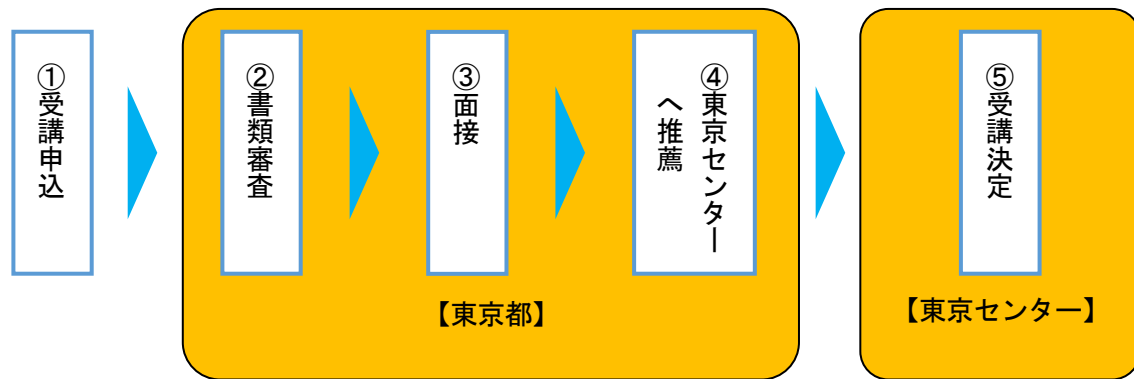 ①受講申込
②書類審査
③面接
④東京センター
へ推薦
⑤受講決定
【東京都】
【東京センター】